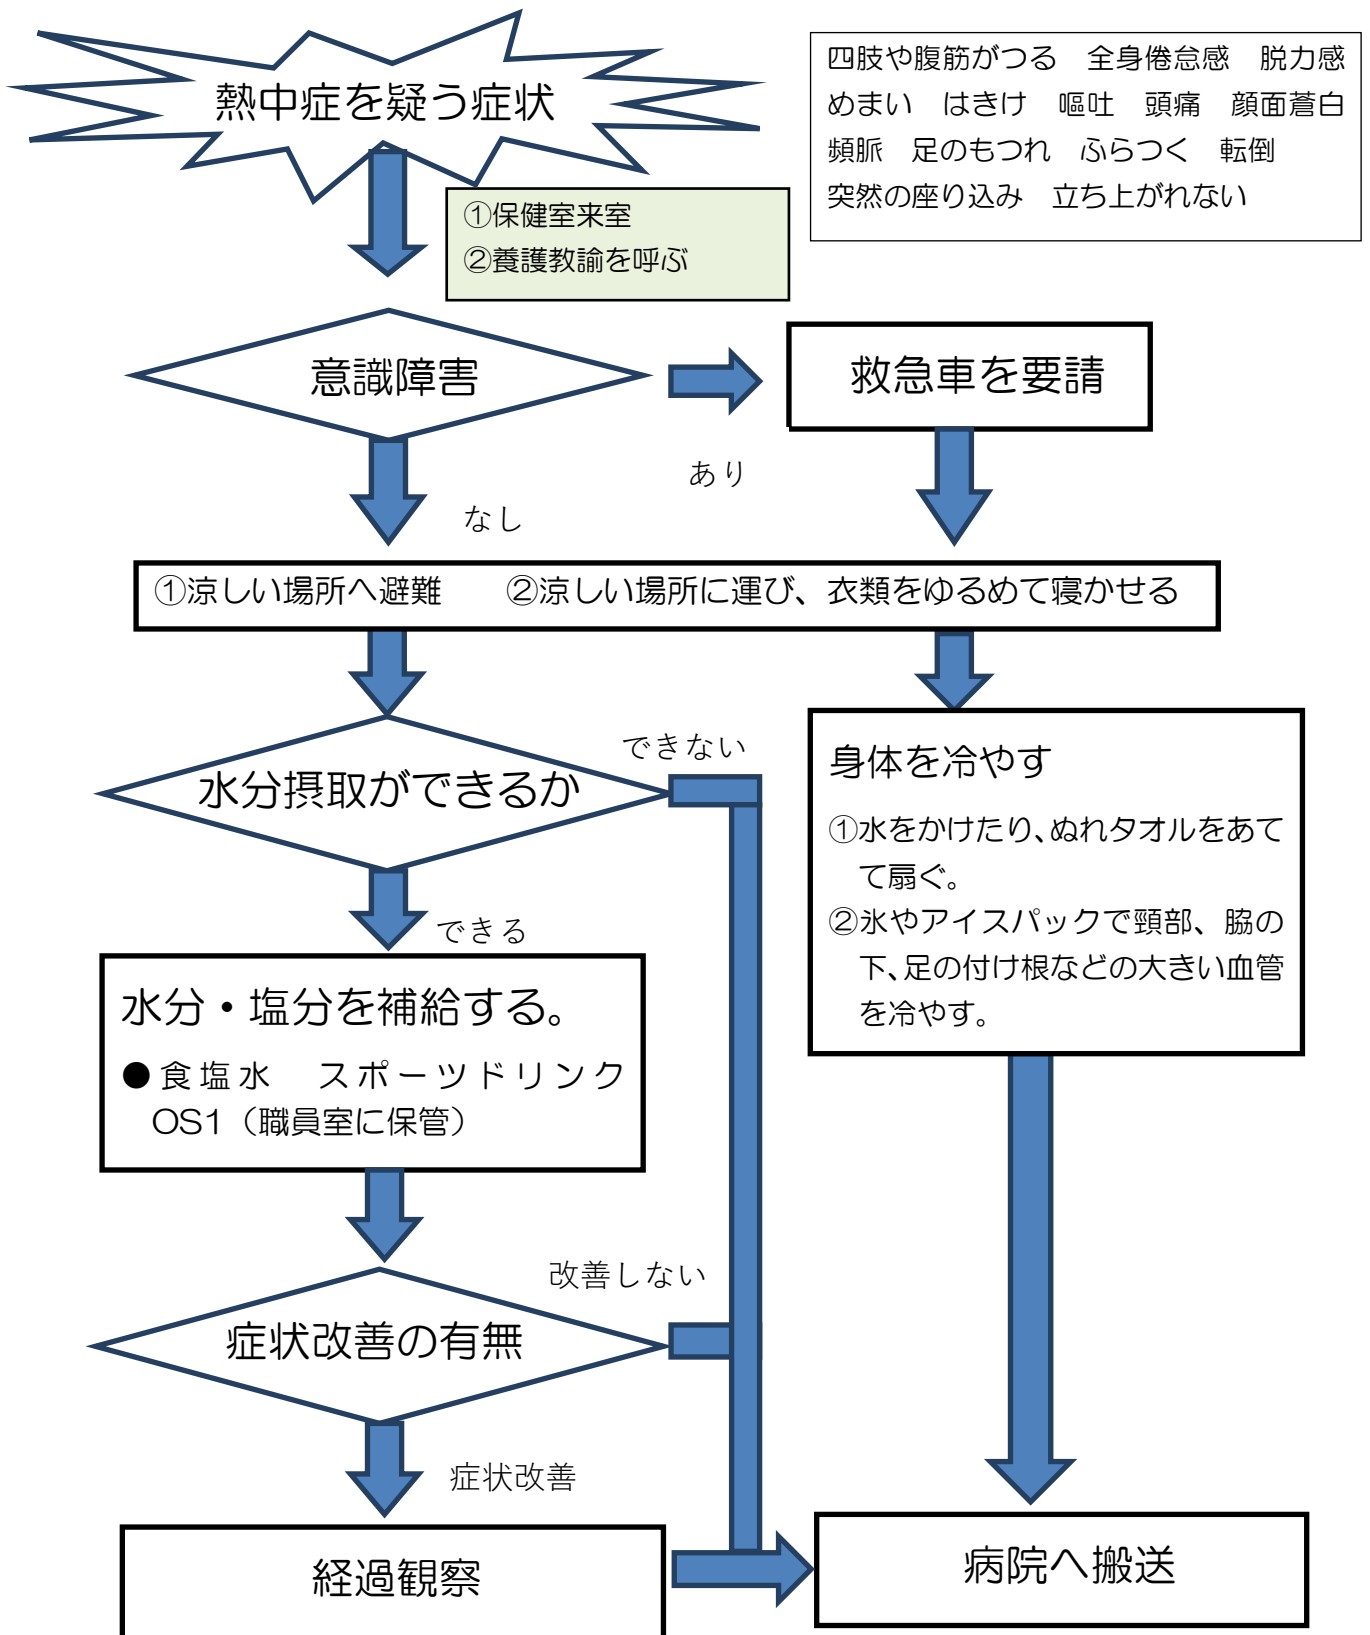 熱中症を疑う症状
四肢や腹筋がつる　全身倦怠感　脱力感
めまい　はきけ　嘔吐　頭痛　顔面蒼白
頻脈　足のもつれ　ふらつく　転倒
突然の座り込み　立ち上がれない
①保健室来室
②養護教諭を呼ぶ
意識障害
救急車を要請
あり
なし
①涼しい場所へ避難　　②涼しい場所に運び、衣類をゆるめて寝かせる
水分摂取ができるか
できない
できる
身体を冷やす
①水をかけたり、ぬれタオルをあて
て扇ぐ。
②氷やアイスパックで頸部、脇の
下、足の付け根などの大きい血管
を冷やす。
水分・塩分を補給する。
●食塩水　スポーツドリンク
OS1（職員室に保管）
改善しない
症状改善の有無
症状改善
経過観察
病院へ搬送